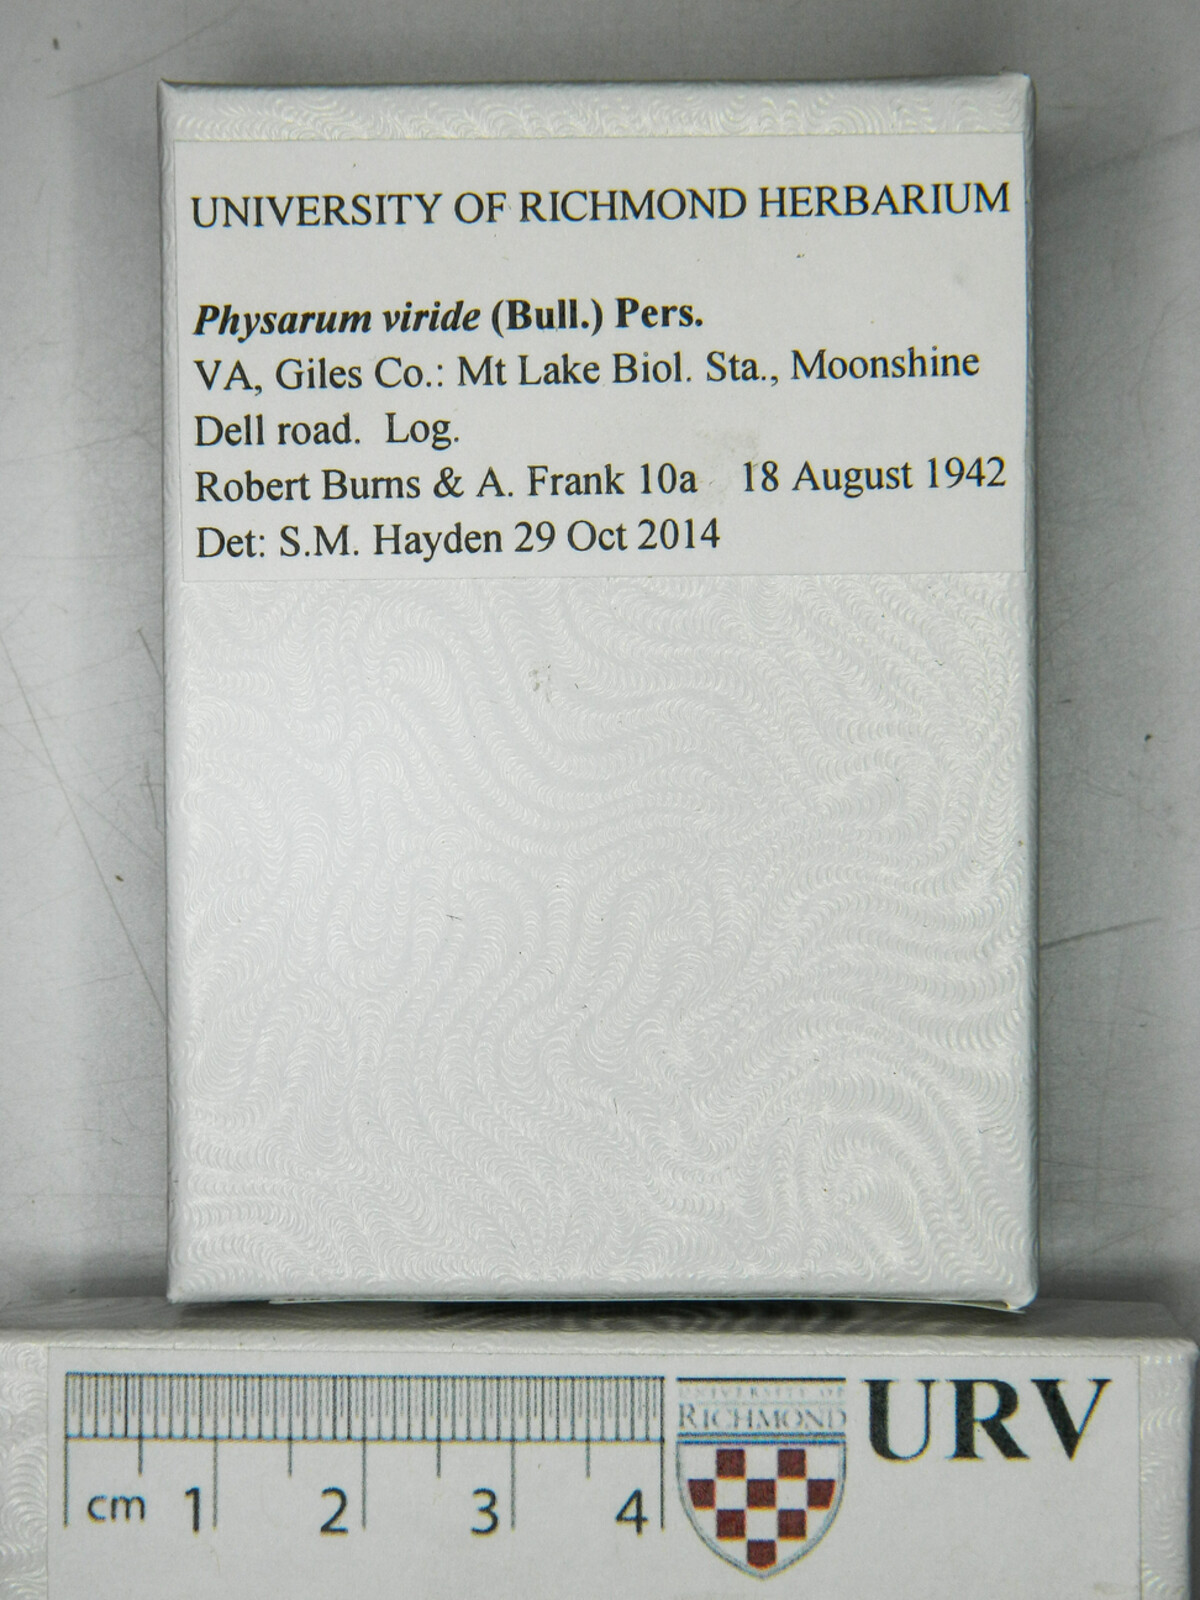 UNIVERSITY OF RICHMOND HERBARIUM
Physarum viride (Bull.) Pers.
VA, Giles Co.: Mt Lake Biol. Sta., Moonshine
Dell road. Log.
Robert Burns & A. Frank 10a 18 August 1942
Det: S.M. Hayden 29 Oct 2014
cm 1 2 3 4
UNIVERSITY OF
RICHMOND
URV